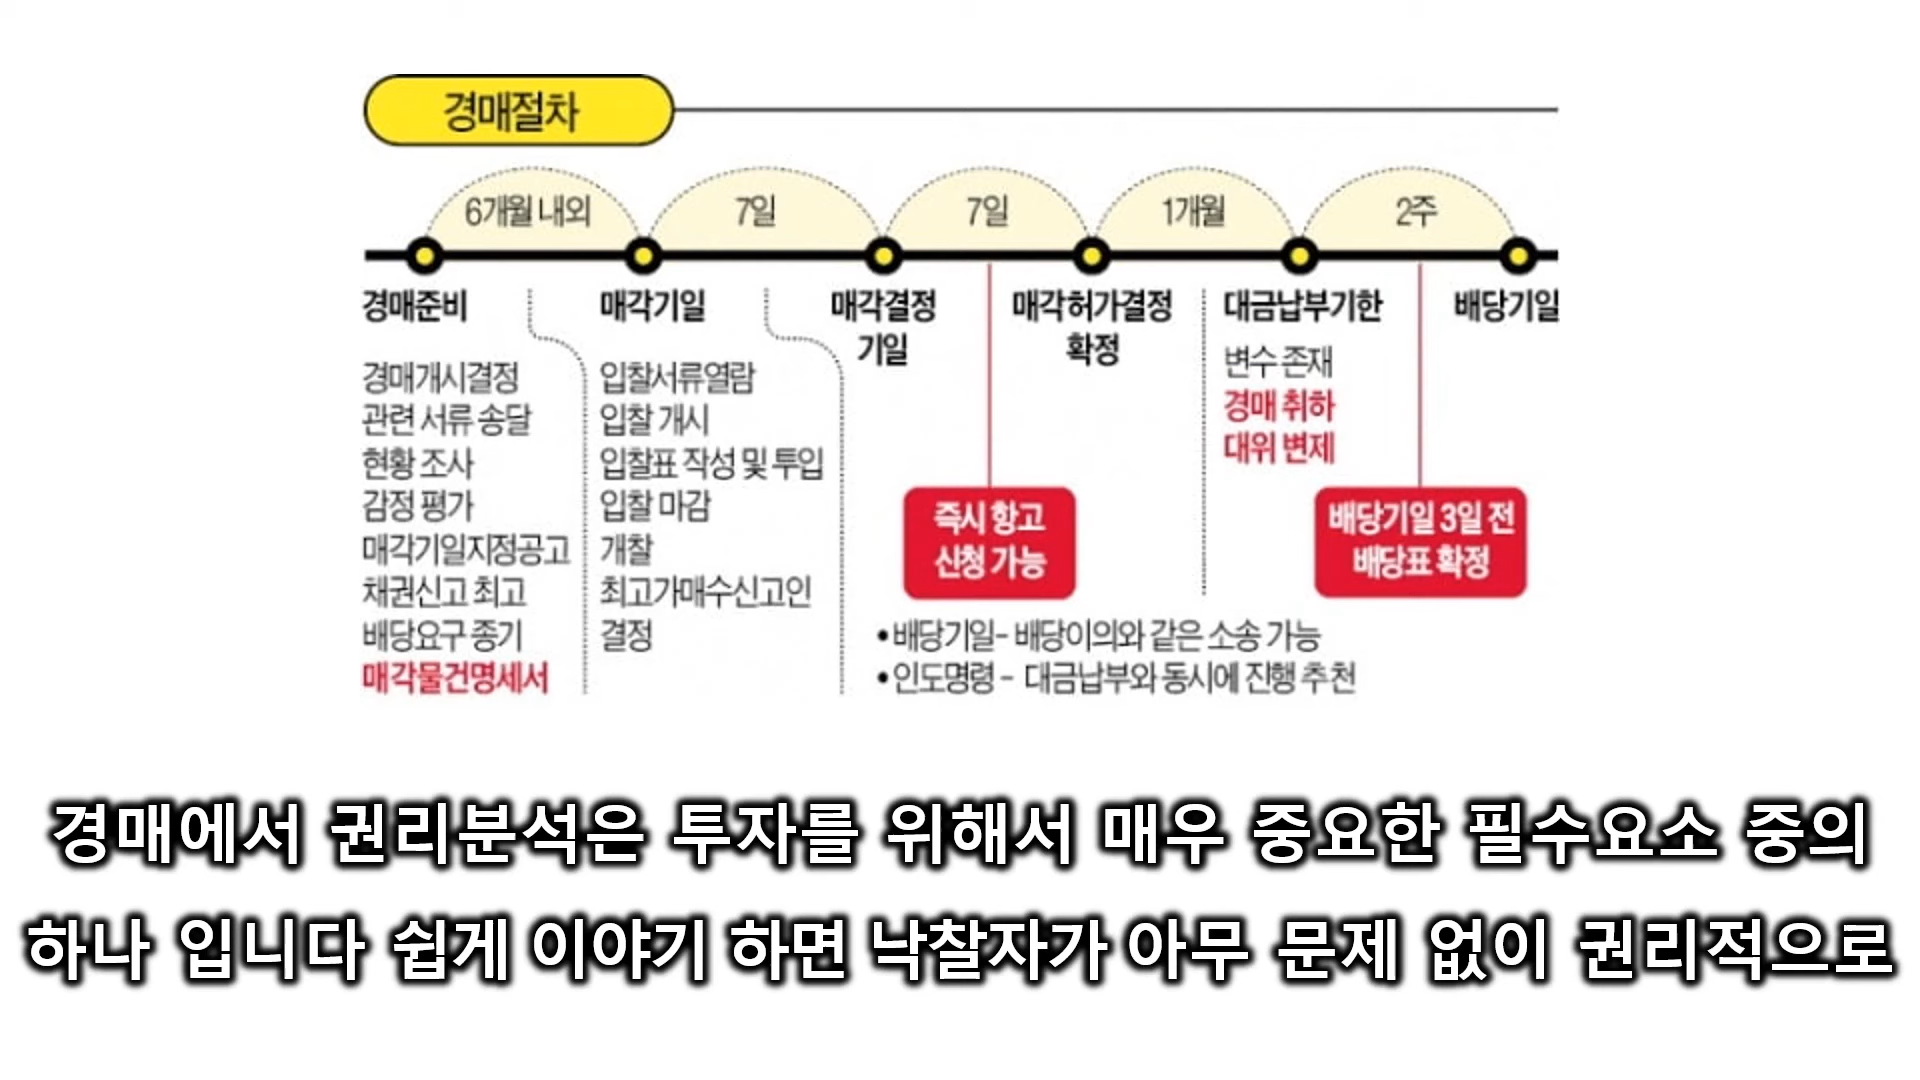 경매절차
6개월 내외
7일
7일
1개월
2주
경매준비
경매개시결정
관련 서류 송달
현황 조사
감정 평가
매각기일지정공고
채권신고 최고
배당요구 종기
매각물건명세서
매각기일
입찰서류열람
입찰 개시
입찰표 작성 및 투입
입찰 마감
개찰
최고가매수신고인
결정
매각결정
기일
즉시 항고
신청 가능
매각허가결정
확정
대금납부기한
변수 존재
경매 취하
대위 변제
배당기일 3일 전
배당표 확정
배당기일
• 배당기일- 배당이의와 같은 소송 가능
• 인도명령 - 대금납부와 동시에 진행 추천
경매에서 권리분석은 투자를 위해서 매우 중요한 필수요소 중의
하나 입니다 쉽게 이야기 하면 낙찰자가 아무 문제 없이 권리적으로